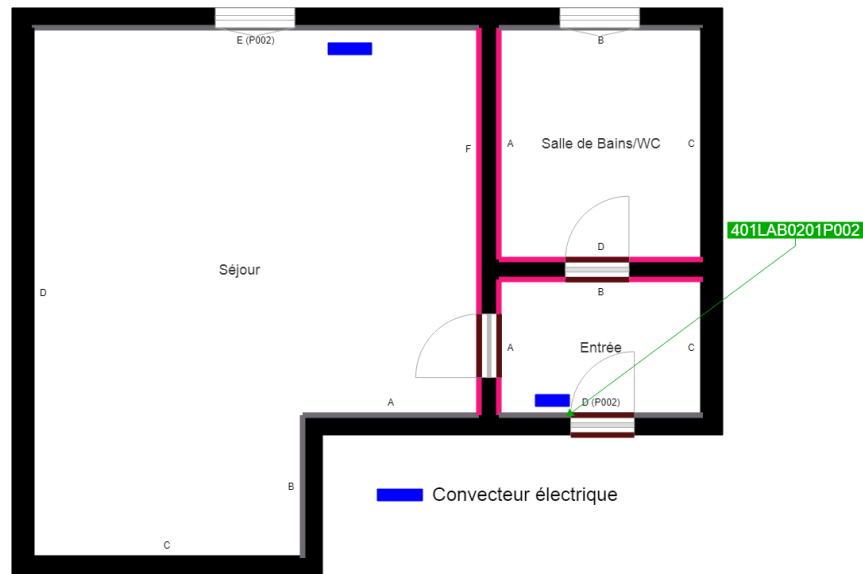 E (P002)
B
F
A
Salle de Bains/WC
C
401LAB0201P002
D
Séjour
D
B
A
Entrée
C
A
D (P002)
B
Convecteur électrique
C